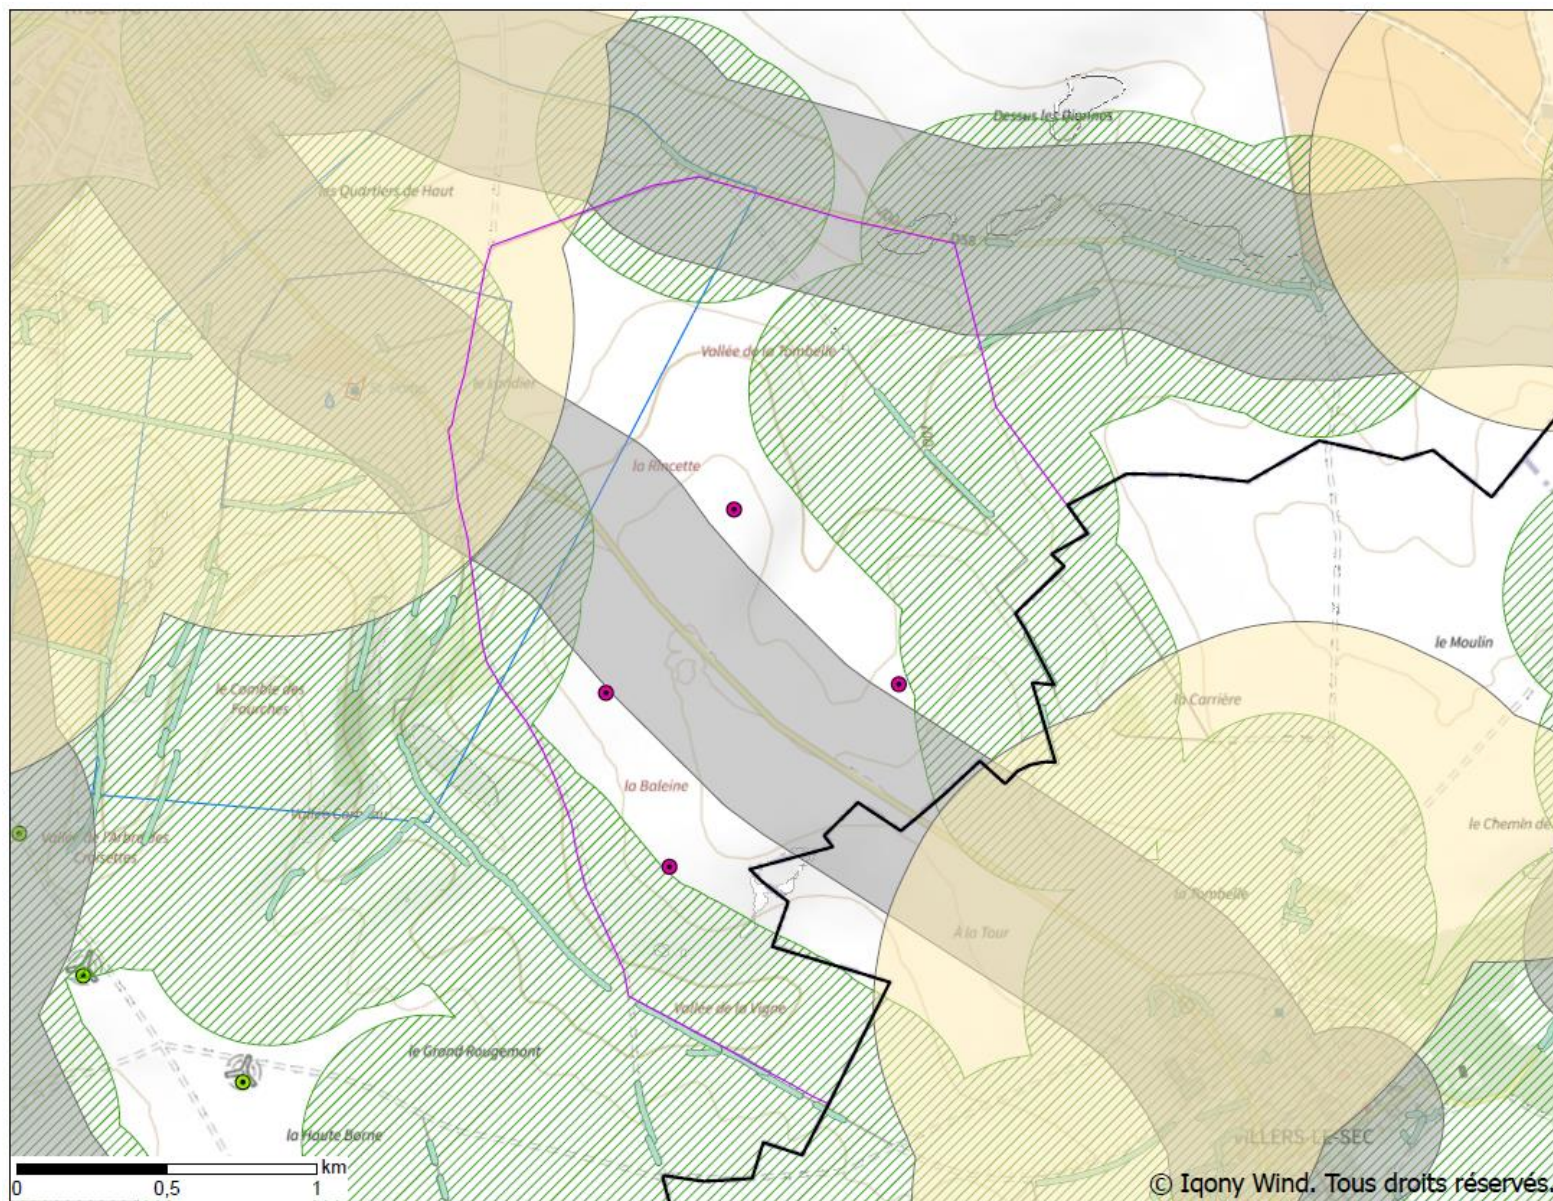 Dessus les Dimines
les Quartiers de Haut
D58
Vallée de la Tombelle
le Landier
la Rincette
le Moulin
le Comble des
Fourches
la Carrière
la Baleine
Vallée de l'Arbre des
Croisettes
le Chemin de
la Tombelle
À la Tour
Vallée de la Vigne
le Grand Rougemont
la Haute Borne
VILLERS-LE-SEC
km
0 0,5 1
© Iqony Wind. Tous droits réservés.